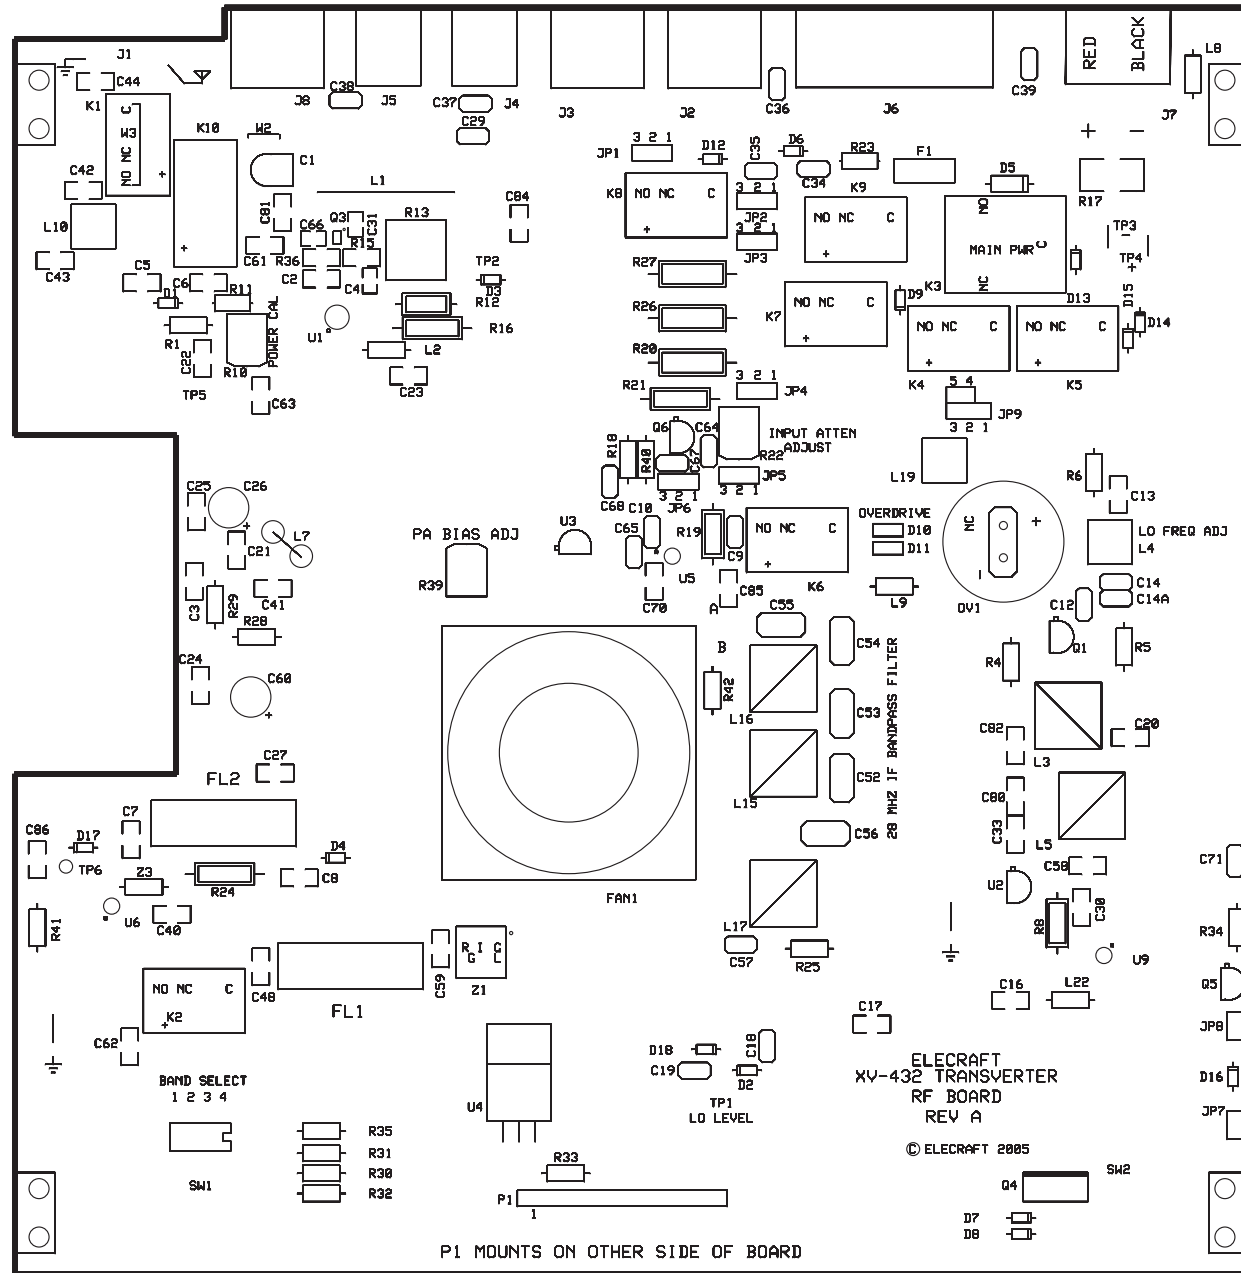 J1
C44
K1
NO NC C
W3
K10
W2
C1
C42
L10
C43
C81
C66
Q3
C31
R13
L1
C61
R36
R15
C2
C4
C5
C6
D1
R11
R1
C22
R10
POWER CAL
TP5
C63
U1
L2
C23
R12
R16
TP2
D3
C84
J8
C38
J5
C37
J4
C29
J3
J2
C36
J6
C39
RED
BLACK
L8
J7
+ -
JP1
3 2 1
D12
C35
D6
C34
R23
F1
K8
NO NC C
3 2 1
JP2
3 2 1
JP3
K9
NO NC C
D5
R17
NO
MAIN PWR
C
NC
K3
TP3
TP4
D13
D15
D14
R27
R26
R20
R21
K7
NO NC C
D9
NO NC C
K4
NO NC C
K5
3 2 1
JP4
5 4
JP9
3 2 1
Q6
C64
R18
R40
C67
INPUT ATTEN
ADJUST
R22
JP5
3 2 1
3 2 1
JP6
C68
L19
R6
C13
C25
C26
L7
C21
C3
R29
C41
R28
C24
C60
PA BIAS ADJ
R39
U3
C10
C65
U5
C70
R19
C9
C85
A
NO NC C
K6
OVERDRIVE
D10
D11
L9
NC
+
OV1
LO FREQ ADJ
L4
C14
C14A
C12
Q1
R5
R4
C55
C54
B
R42
L16
C53
L15
C52
C56
28 MHZ IF BANDPASS FILTER
C82
L3
C20
C80
C33
L5
C58
U2
C30
R8
U9
C27
FL2
C7
C86
D17
TP6
Z3
R24
C8
D4
R41
U6
C40
FAN1
L17
C57
R25
C71
R34
Q5
JP8
D16
JP7
NO NC C
K2
C48
C62
FL1
C59
R I C
G L
Z1
C16
L22
C17
D18
C19
C18
D2
TP1
LO LEVEL
U4
BAND SELECT
1 2 3 4
SW1
R35
R31
R30
R32
R33
P1
1
ELECRAFT
XV-432 TRANSVERTER
RF BOARD
REV A
© ELECRAFT 2005
SW2
Q4
D7
D8
P1 MOUNTS ON OTHER SIDE OF BOARD